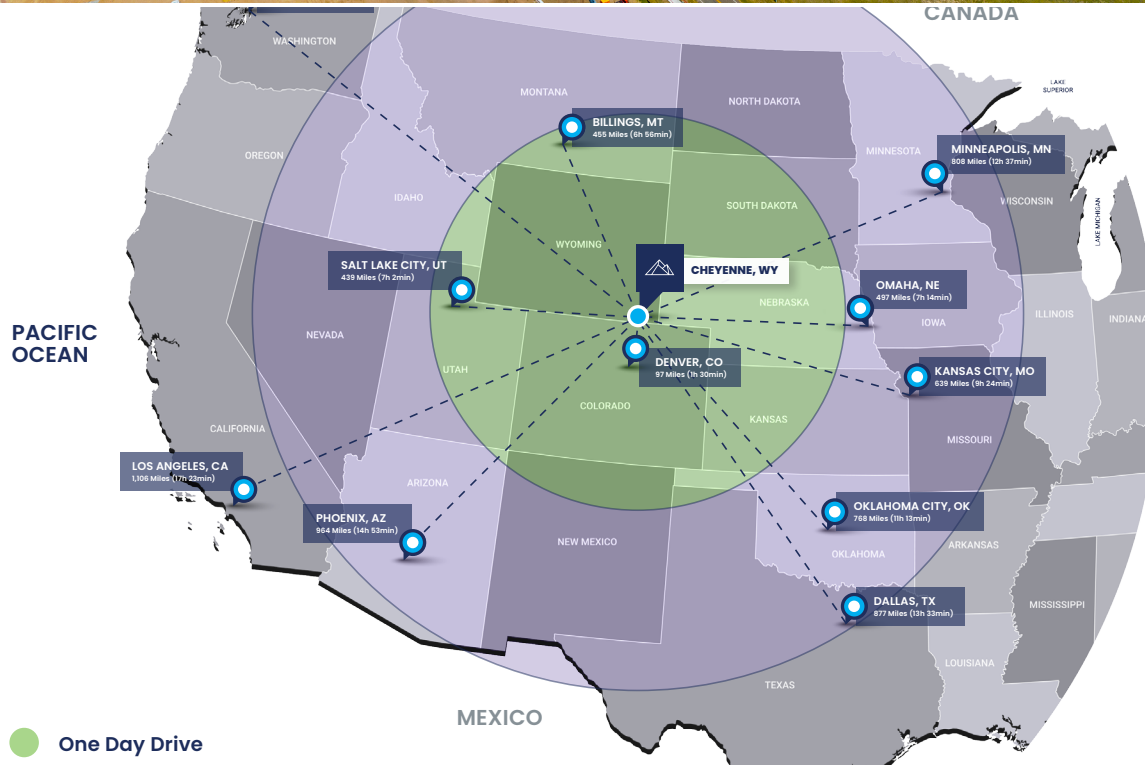 CANADA
WASHINGTON
LAKE
SUPERIOR
MONTANA
NORTH DAKOTA
BILLINGS, MT
455 Miles (6h 56min)
MINNEAPOLIS, MN
808 Miles (12h 37min)
OREGON
MINNESOTA
IDAHO
SOUTH DAKOTA
WISCONSIN
LAKE MICHIGAN
WYOMING
SALT LAKE CITY, UT
439 Miles (7h 2min)
CHEYENNE, WY
OMAHA, NE
497 Miles (7h 14min)
NEBRASKA
IOWA
ILLINOIS
INDIANA
PACIFIC
OCEAN
NEVADA
UTAH
DENVER, CO
97 Miles (1h 30min)
KANSAS CITY, MO
639 Miles (9h 24min)
COLORADO
KANSAS
CALIFORNIA
MISSOURI
LOS ANGELES, CA
1,106 Miles (17h 23min)
ARIZONA
PHOENIX, AZ
964 Miles (14h 53min)
OKLAHOMA CITY, OK
768 Miles (11h 13min)
NEW MEXICO
OKLAHOMA
ARKANSAS
DALLAS, TX
877 Miles (13h 33min)
MISSISSIPPI
LOUISIANA
TEXAS
MEXICO
One Day Drive